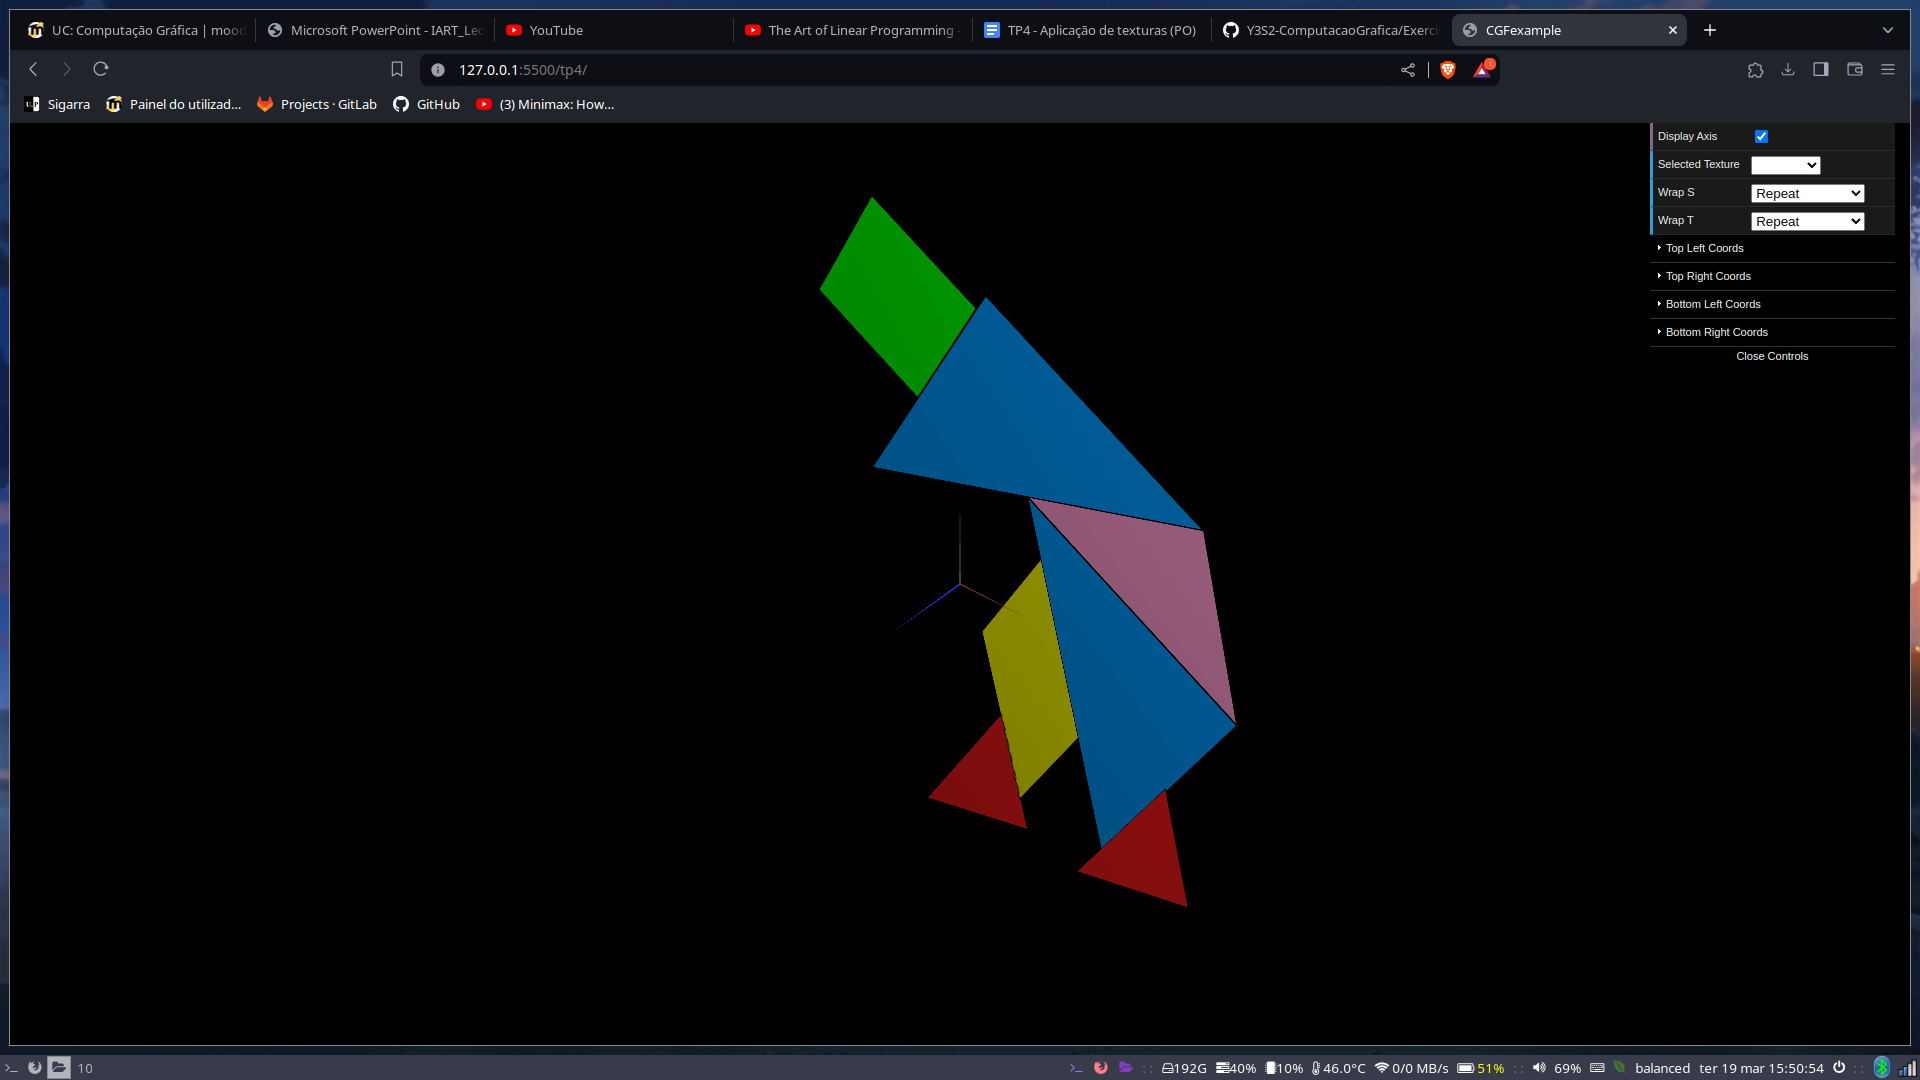 UC: Computação Gráfica | mood
Microsoft PowerPoint - IART_Lec
YouTube
The Art of Linear Programming -
TP4 - Aplicação de texturas (PO)
Y3S2-ComputacaoGrafica/Exerci
CGFexample
127.0.0.1:5500/tp4/
Sigarra
Painel do utilizad...
Projects · GitLab
GitHub
(3) Minimax: How...
Display Axis
Selected Texture
Wrap S Repeat
Wrap T Repeat
Top Left Coords
Top Right Coords
Bottom Left Coords
Bottom Right Coords
Close Controls
10
192G 40% 10% 46.0°C 0/0 MB/s 51% 69% balanced ter 19 mar 15:50:54